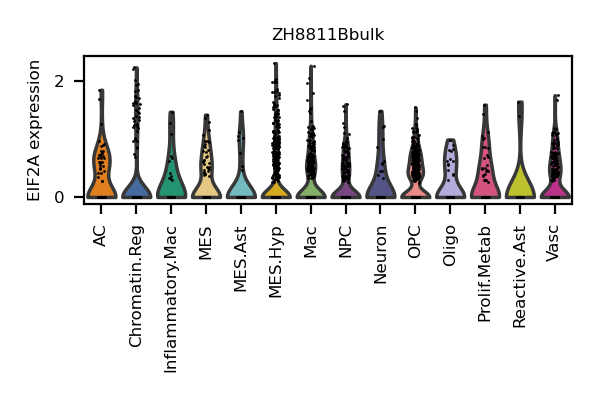 ZH8811Bbulk
EIF2A expression
2
0
AC
Chromatin.Reg
Inflammatory.Mac
MES
MES.Ast
MES.Hyp
Mac
NPC
Neuron
OPC
Oligo
Prolif.Metab
Reactive.Ast
Vasc